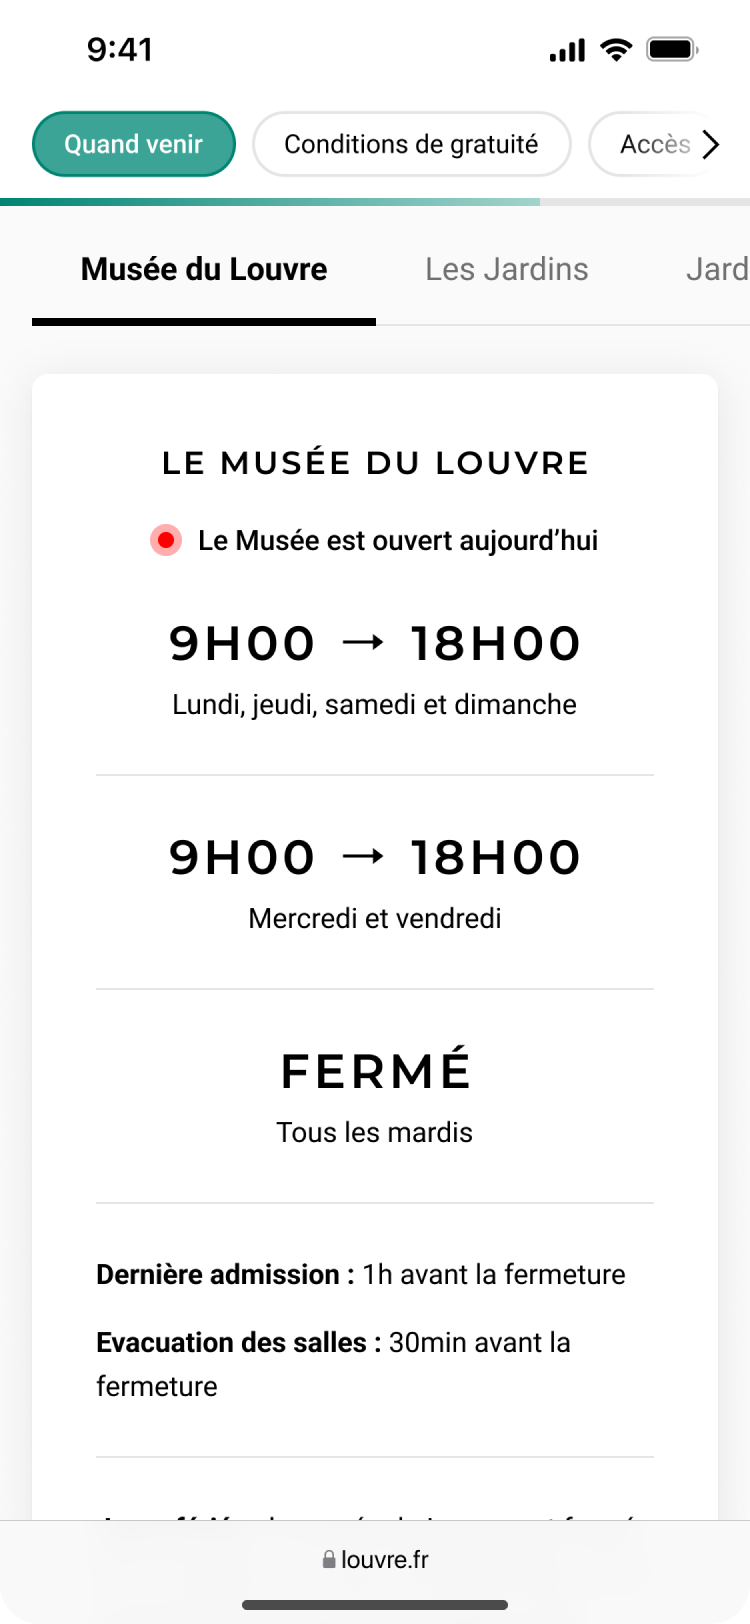 9:41
Quand venir
Conditions de gratuité
Accès
Musée du Louvre
Les Jardins
Jard
LE MUSÉE DU LOUVRE
Le Musée est ouvert aujourd’hui
9H00 → 18H00
Lundi, jeudi, samedi et dimanche
9H00 → 18H00
Mercredi et vendredi
FERMÉ
Tous les mardis
Dernière admission : 1h avant la fermeture
Evacuation des salles : 30min avant la
fermeture
louvre.fr